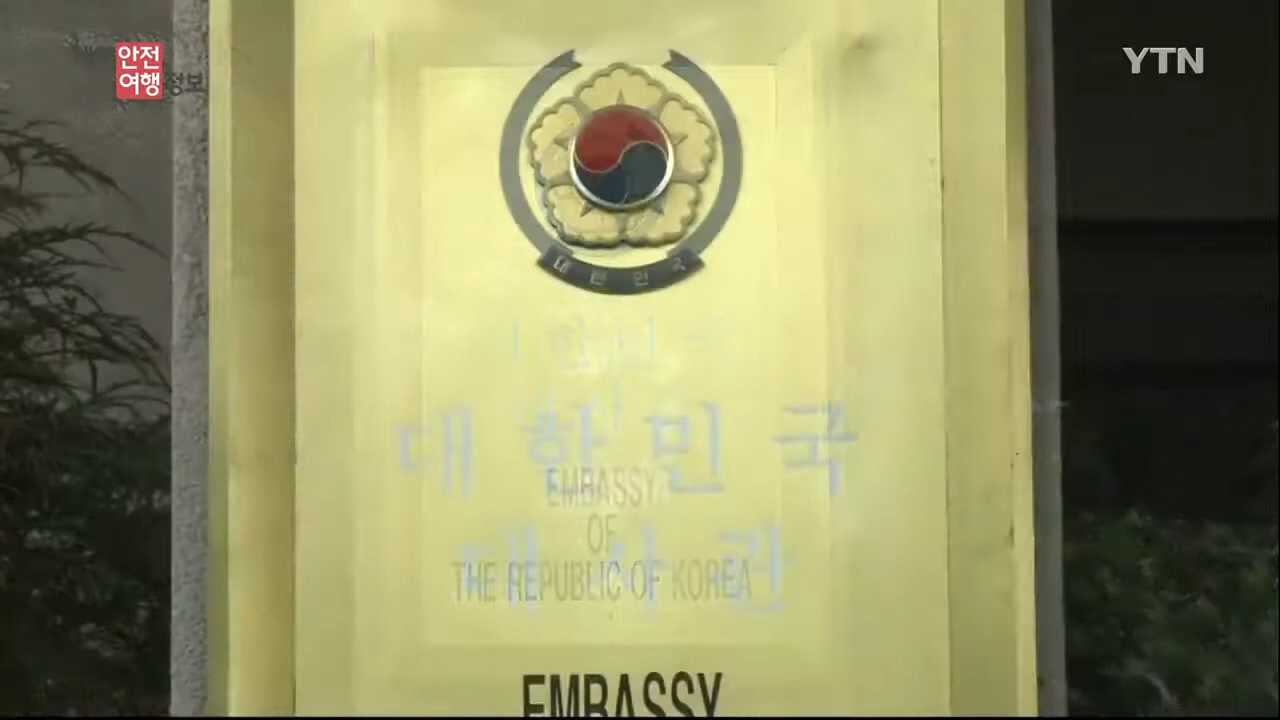 안전
여행정보
YTN
대한민국
대한민국
대사관
EMBASSY
OF
THE REPUBLIC OF KOREA
EMBASSY